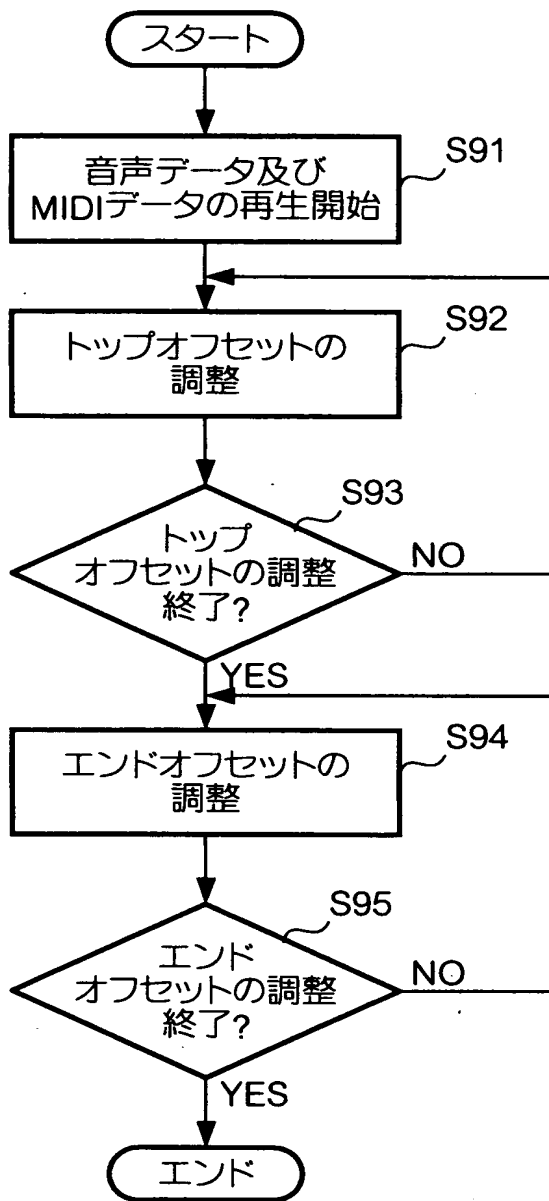 スタート
S91
音声データ及び
MIDIデータの再生開始
S92
トップオフセットの
調整
S93
トップ
オフセットの調整
終了?
NO
YES
S94
エンドオフセットの
調整
S95
エンド
オフセットの調整
終了?
NO
YES
エンド